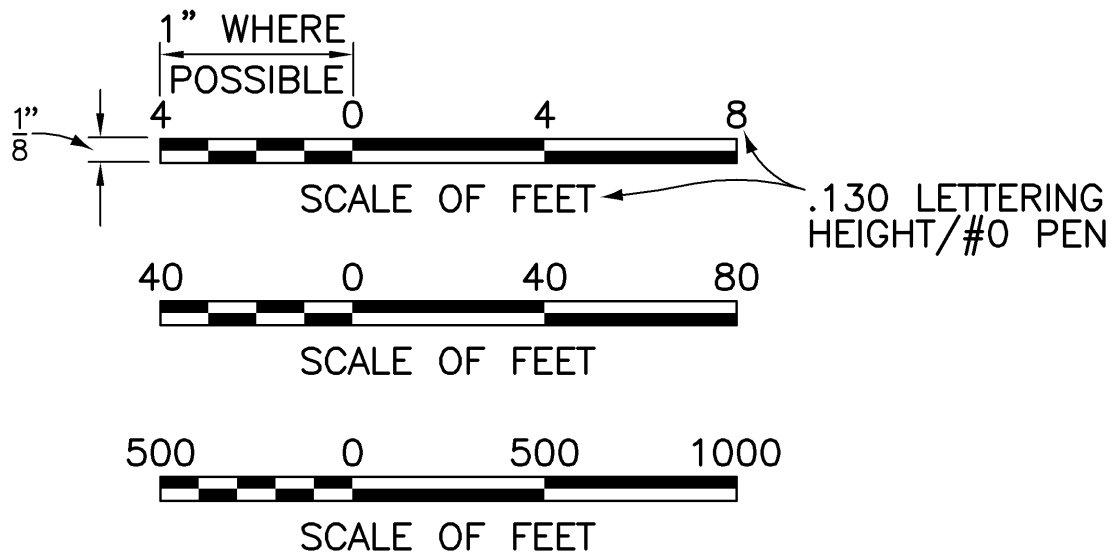 1” WHERE
POSSIBLE
4 0 4 8
1”
8
SCALE OF FEET
.130 LETTERING
HEIGHT/#0 PEN
40 0 40 80
SCALE OF FEET
500 0 500 1000
SCALE OF FEET